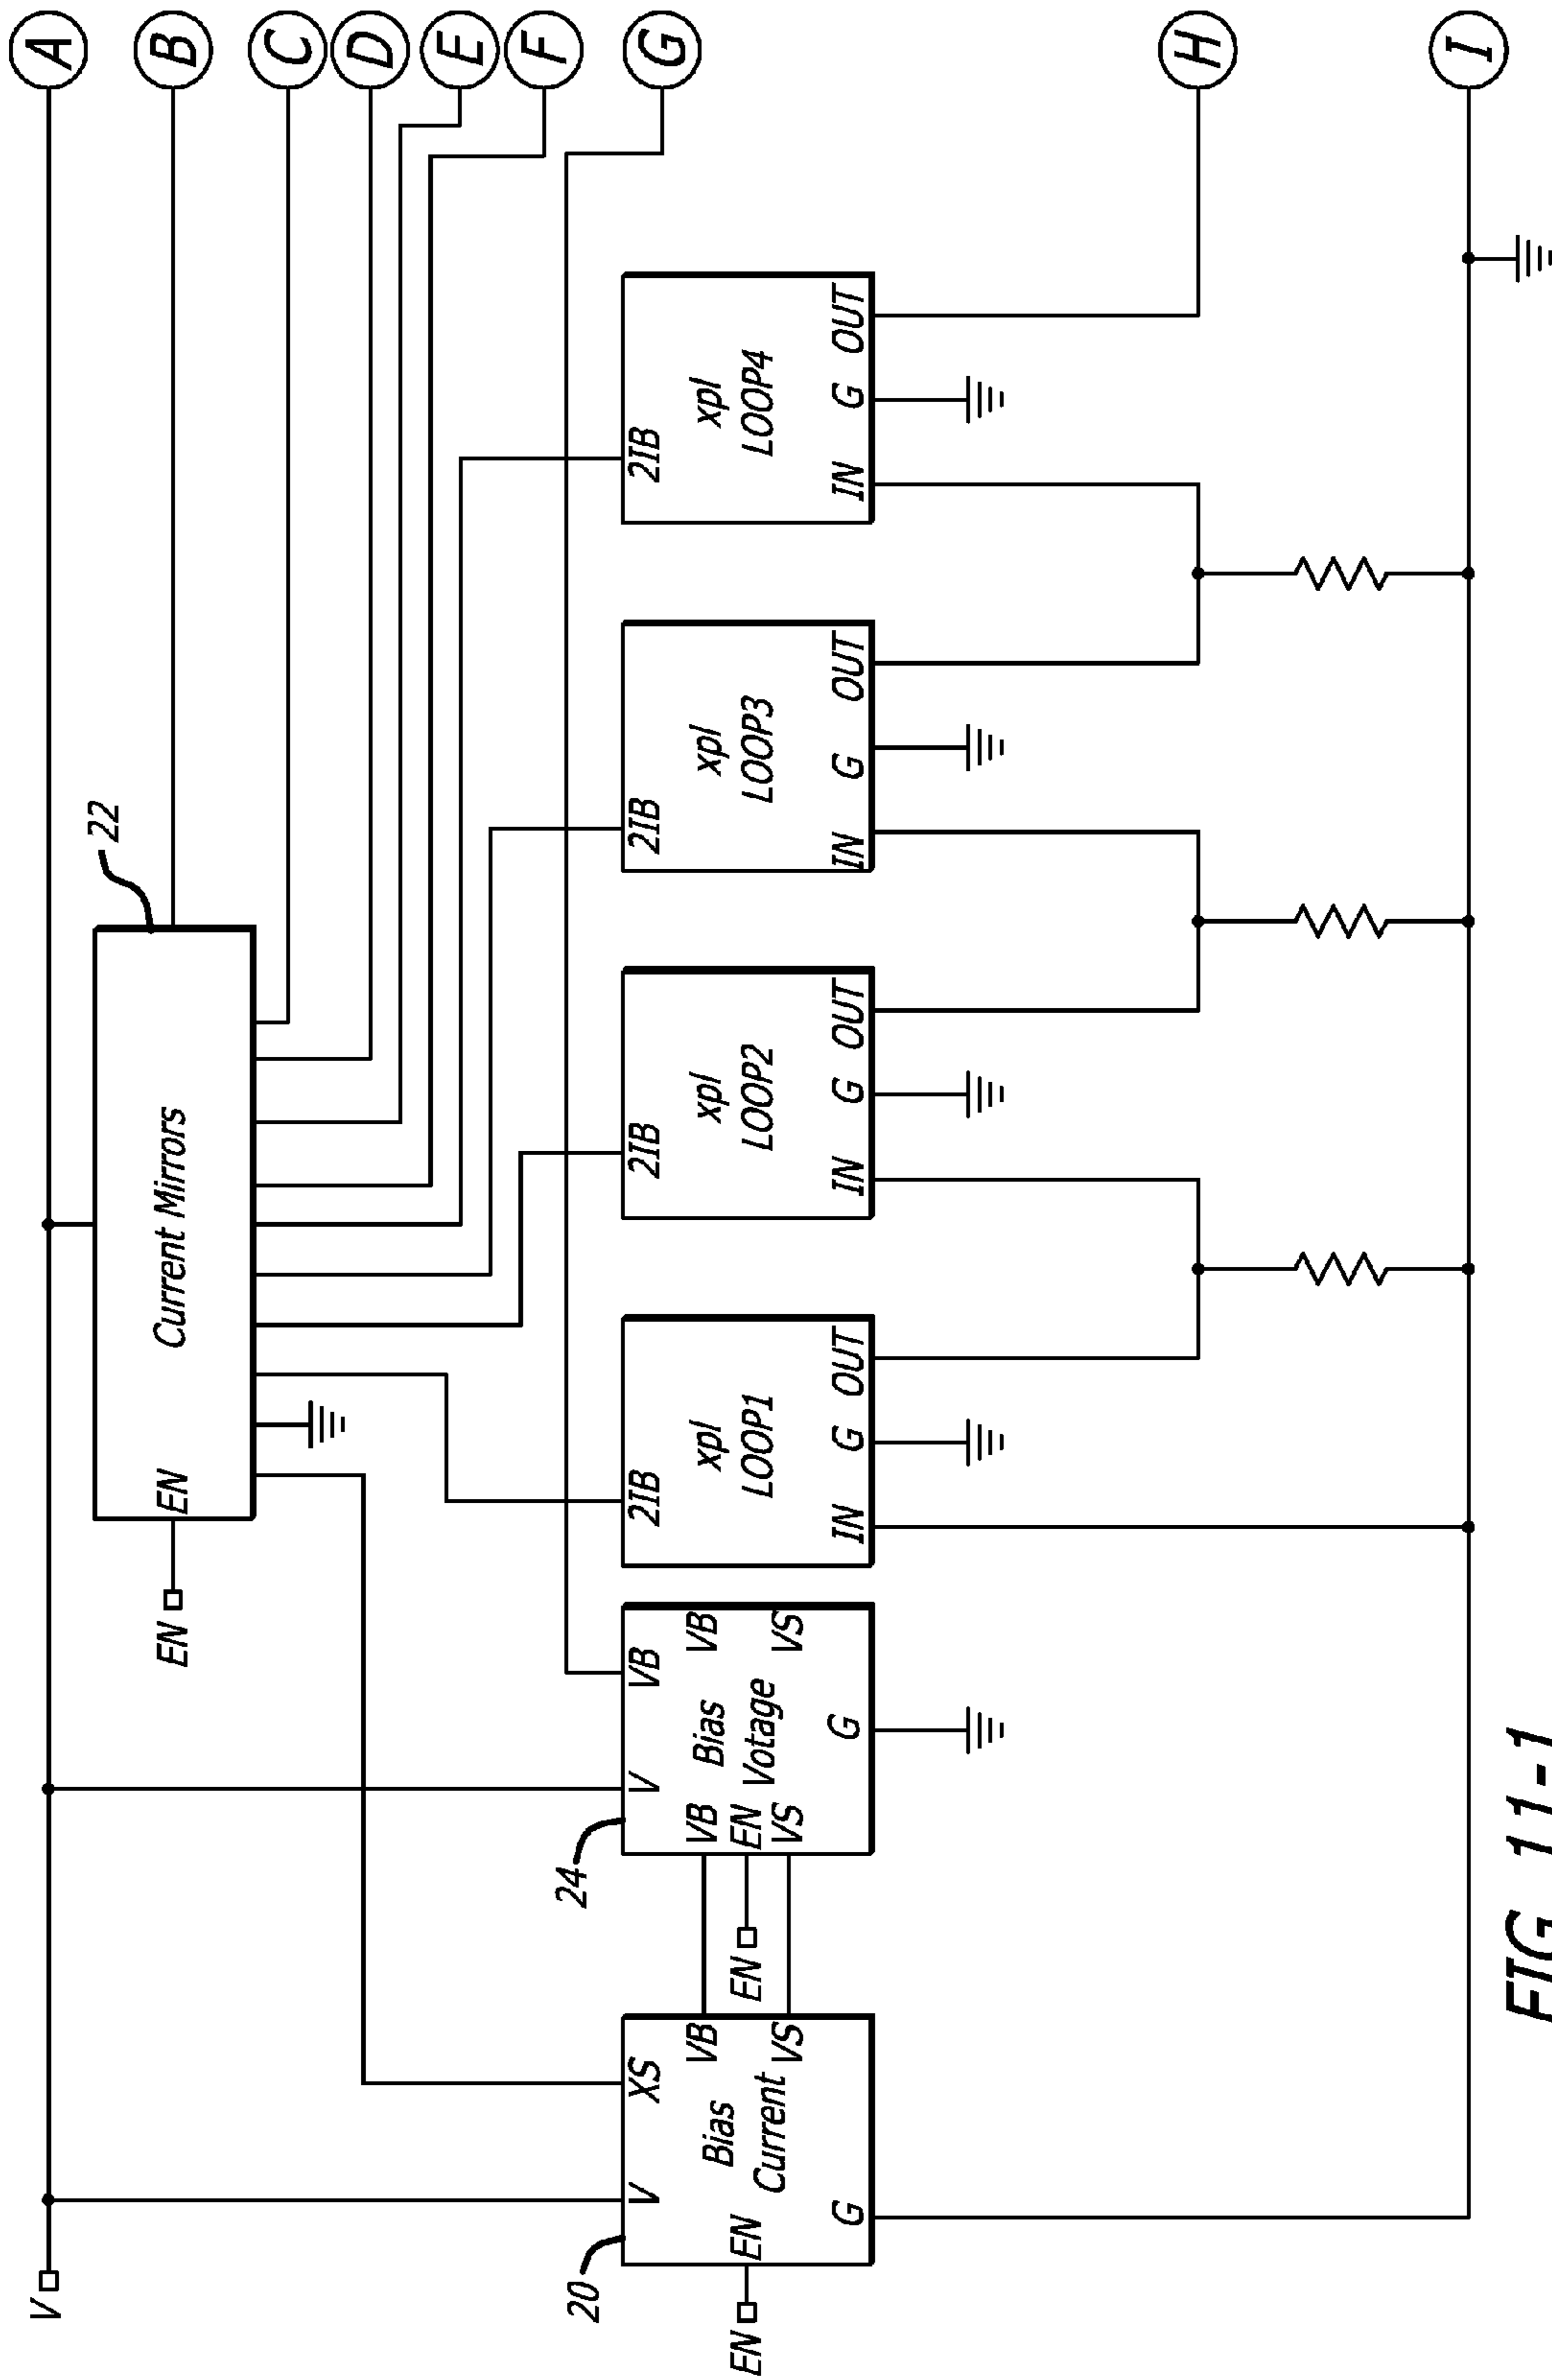 V
A
B
C
D
E
F
G
H
I
22
EN
EN
Current Mirrors
20
V
XS
VB
Bias
EN
EN
Current
VS
G
24
V
VB
VB
Bias
VB
EN
EN
Votage
VS
VS
G
2IB
xpl
LOOP1
IN
G
OUT
2IB
xpl
LOOP2
IN
G
OUT
2IB
xpl
LOOP3
IN
G
OUT
2IB
xpl
LOOP4
IN
G
OUT
FIG. 11-1